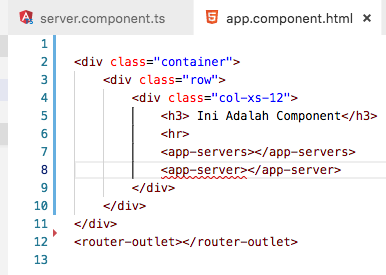 server.component.ts app.component.html
1
2 <div class="container">
3 <div class="row">
4 <div class="col-xs-12">
5 <h3> Ini Adalah Component</h3>
6 <hr>
7 <app-servers></app-servers>
8 <app-server></app-server>
9 </div>
10 </div>
11 </div>
12 <router-outlet></router-outlet>
13